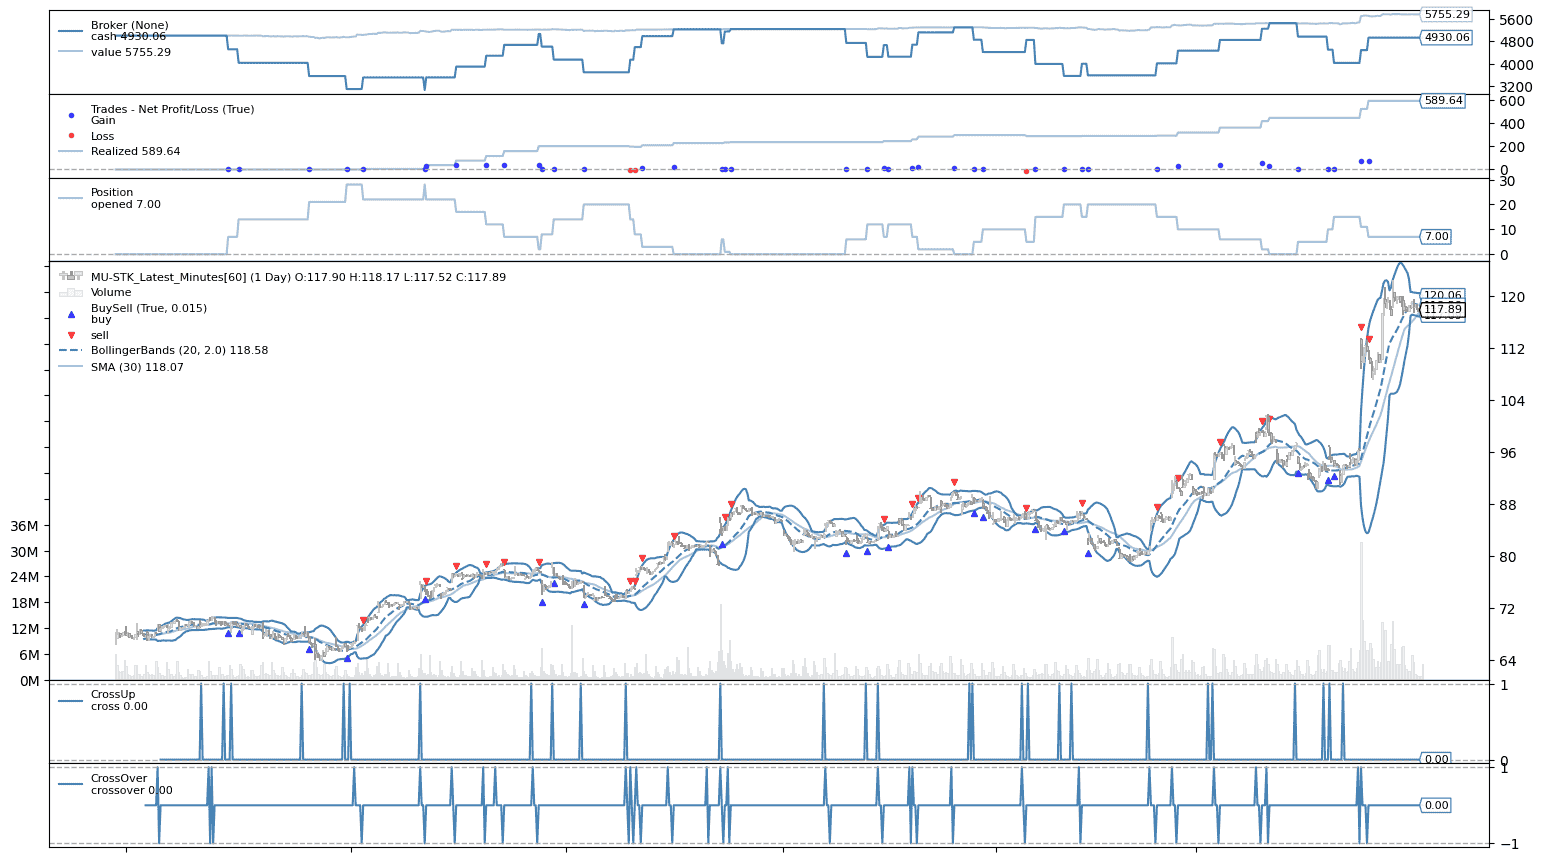 Broker (None)
cash 4930.06
value 5755.29
5755.29
5600
4800
4930.06
4000
3200
Trades - Net Profit/Loss (True)
Gain
Loss
Realized 589.64
589.64
600
400
200
0
Position
opened 7.00
30
20
10
7.00
0
MU-STK_Latest_Minutes[60] (1 Day) O:117.90 H:118.17 L:117.52 C:117.89
Volume
BuySell (True, 0.015)
buy
sell
BollingerBands (20, 2.0) 118.58
SMA (30) 118.07
120.06
117.89
120
112
104
96
88
80
72
64
36M
30M
24M
18M
12M
6M
0M
CrossUp
cross 0.00
1
0.00
0
CrossOver
crossover 0.00
1
0.00
−1